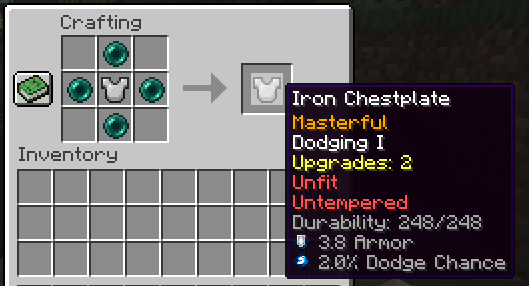 Crafting
Iron Chestplate
Masterful
Dodging I
Upgrades: 2
Unfit
Untempered
Durability: 248/248
3.8 Armor
2.0% Dodge Chance
Inventory